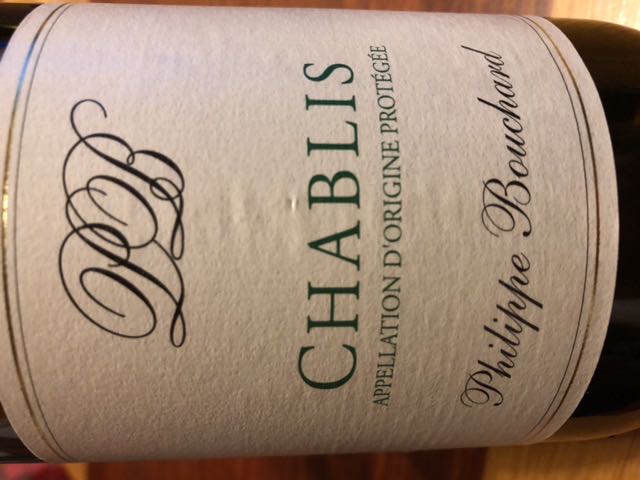 PB
CHABLIS
APPELLATION D'ORIGINE PROTÉGÉE
Philippe Bouchard